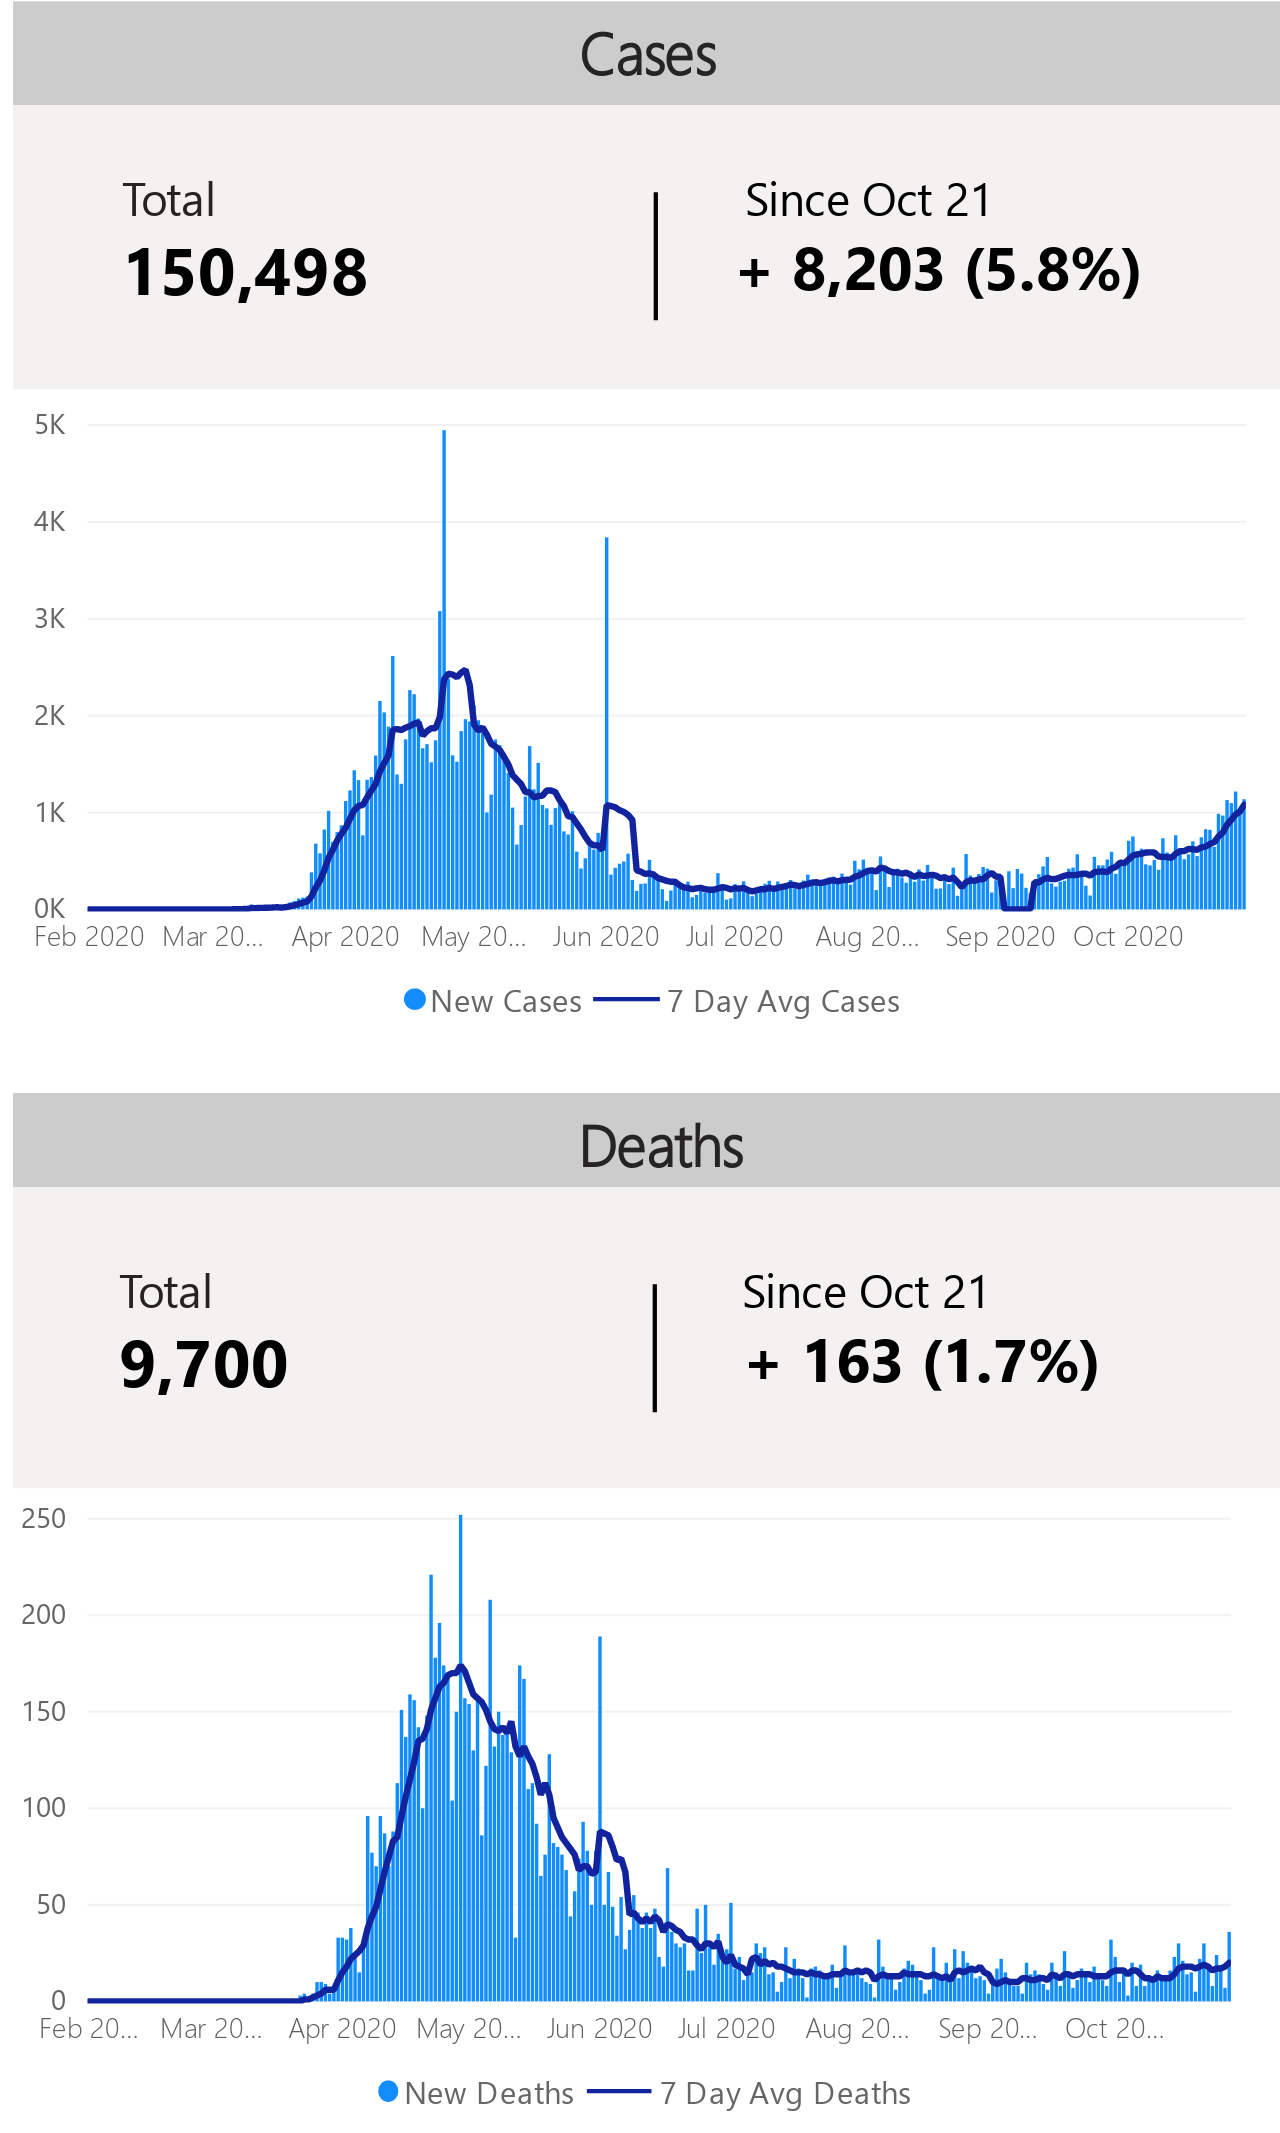 Cases
Total
Since Oct 21
150,498
+ 8,203 (5.8%)
5K
4K
3K
2K
1K
0K
Feb 2020 Mar 20... Apr 2020 May 20... Jun 2020 Jul 2020 Aug 20... Sep 2020 Oct 2020
New Cases 7 Day Avg Cases
Deaths
Total
Since Oct 21
9,700
+ 163 (1.7%)
250
200
150
100
50
0
Feb 20... Mar 20... Apr 2020 May 20... Jun 2020 Jul 2020 Aug 20... Sep 20... Oct 20...
New Deaths 7 Day Avg Deaths